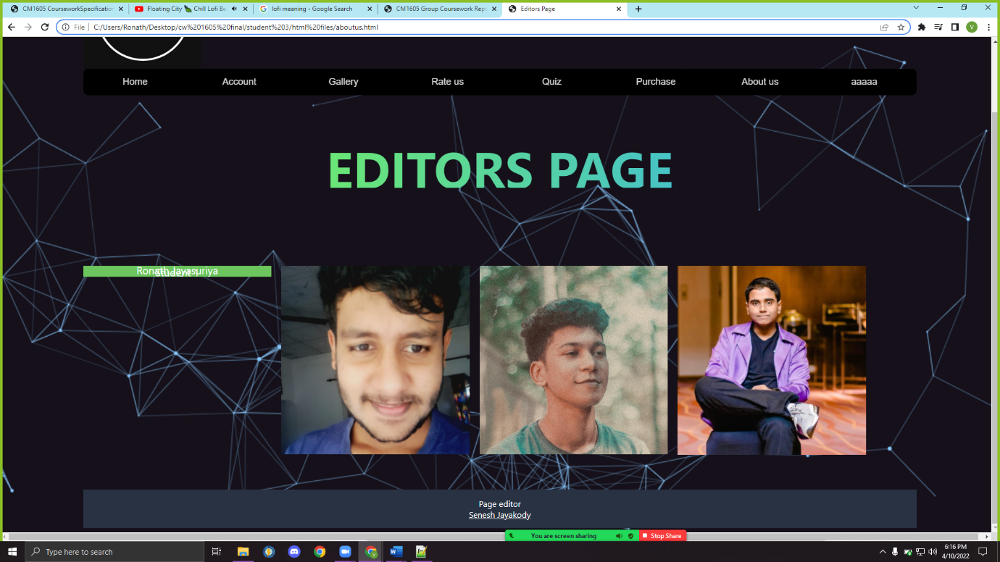 CM1605 CourseworkSpecification
Floating City Chill Lofi Be
lofi meaning - Google Search
CM1605 Group Coursework Rep
Editors Page
File C:/Users/Ronath/Desktop/cw%201605%20final/student%203/html%20files/aboutus.html
V
Home Account Gallery Rate us Quiz Purchase About us aaaaa
EDITORS PAGE
Ronath Jayasuriya
Student 1
Page editor
Senesh Jayakody
You are screen sharing Stop Share
Type here to search
6:16 PM
4/10/2022